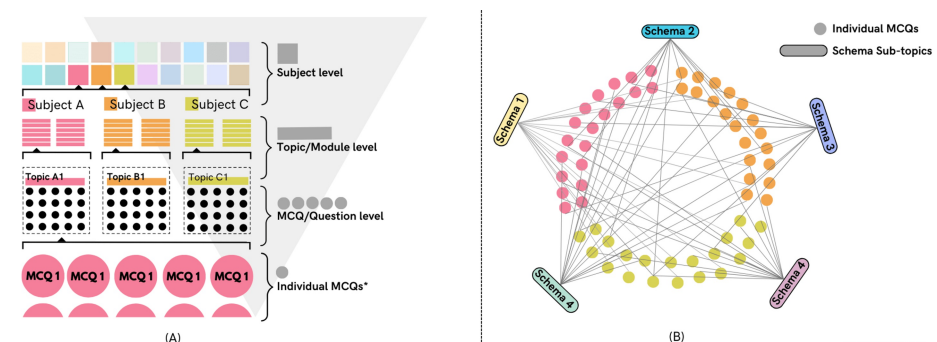 Subject level
Subject A
Subject B
Subject C
Topic/Module level
Topic A1
Topic B1
Topic C1
MCQ/Question level
MCQ 1
MCQ 1
MCQ 1
MCQ 1
MCQ 1
Individual MCQs*
(A)
Individual MCQs
Schema Sub-topics
Schema 2
Schema 1
Schema 3
Schema 4
Schema 4
(B)